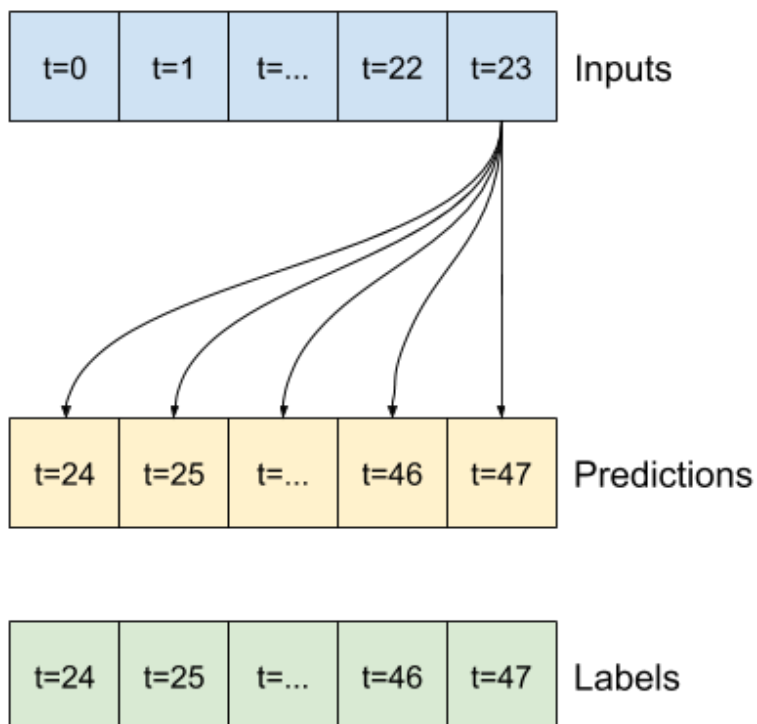 t=0 t=1 t=... t=22 t=23 Inputs
t=24 t=25 t=... t=46 t=47 Predictions
t=24 t=25 t=... t=46 t=47 Labels